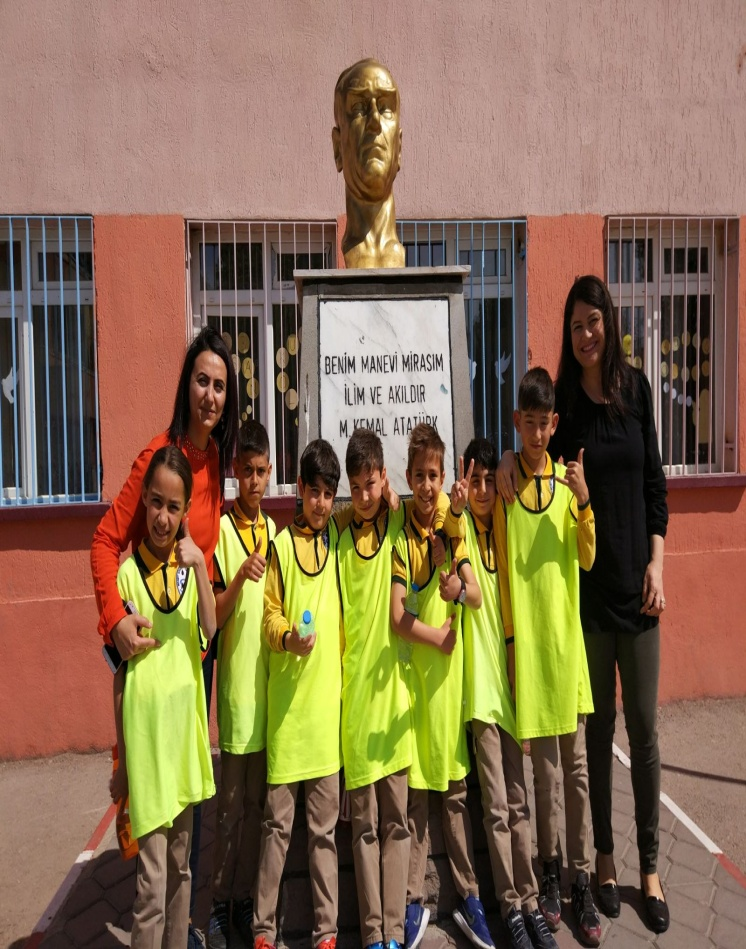 BENİM MANEVİ MİRASIM
İLİM VE AKILDIR
M. KEMAL ATATÜRK